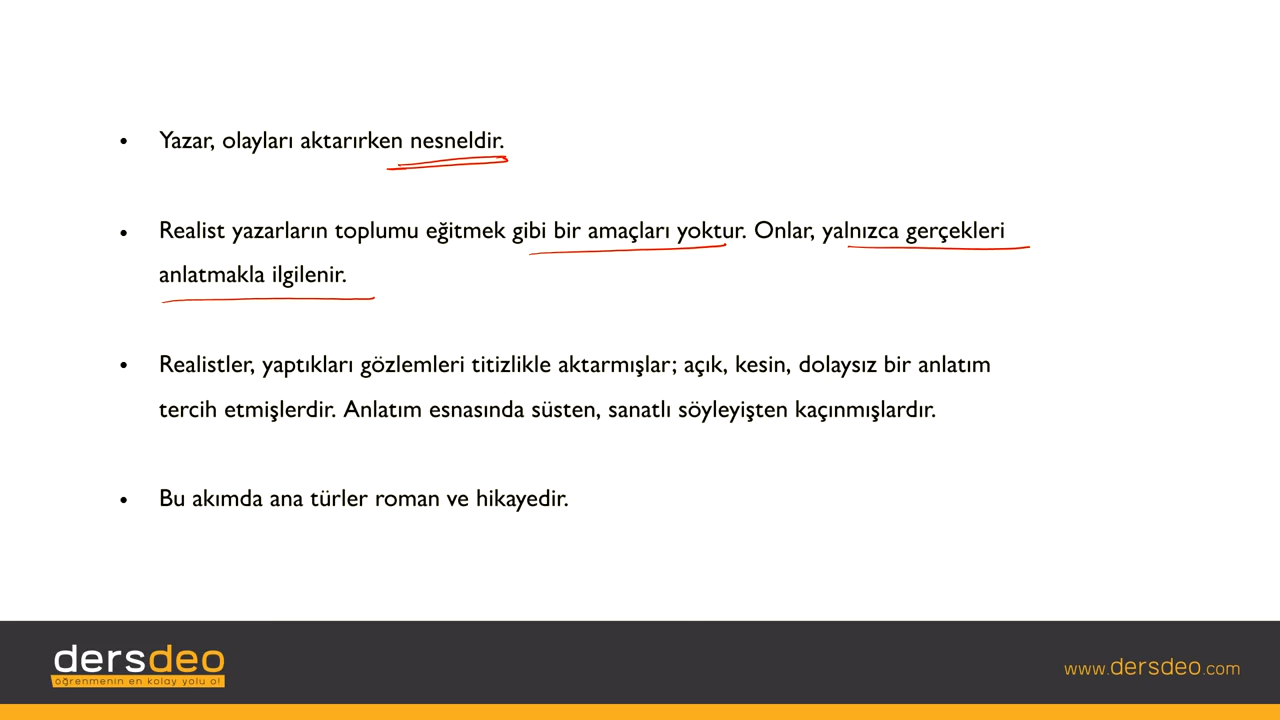 • Yazar, olayları aktarırken nesneldir.
• Realist yazarların toplumu eğitmek gibi bir amaçları yoktur. Onlar, yalnızca gerçekleri
anlatmakla ilgilenir.
• Realistler, yaptıkları gözlemleri titizlikle aktarmışlar; açık, kesin, dolaysız bir anlatım
tercih etmişlerdir. Anlatım esnasında süsten, sanatlı söyleyişten kaçınmışlardır.
• Bu akımda ana türler roman ve hikayedir.
dersdeo
öğrenmenin en kolay yolu o!
www.dersdeo.com